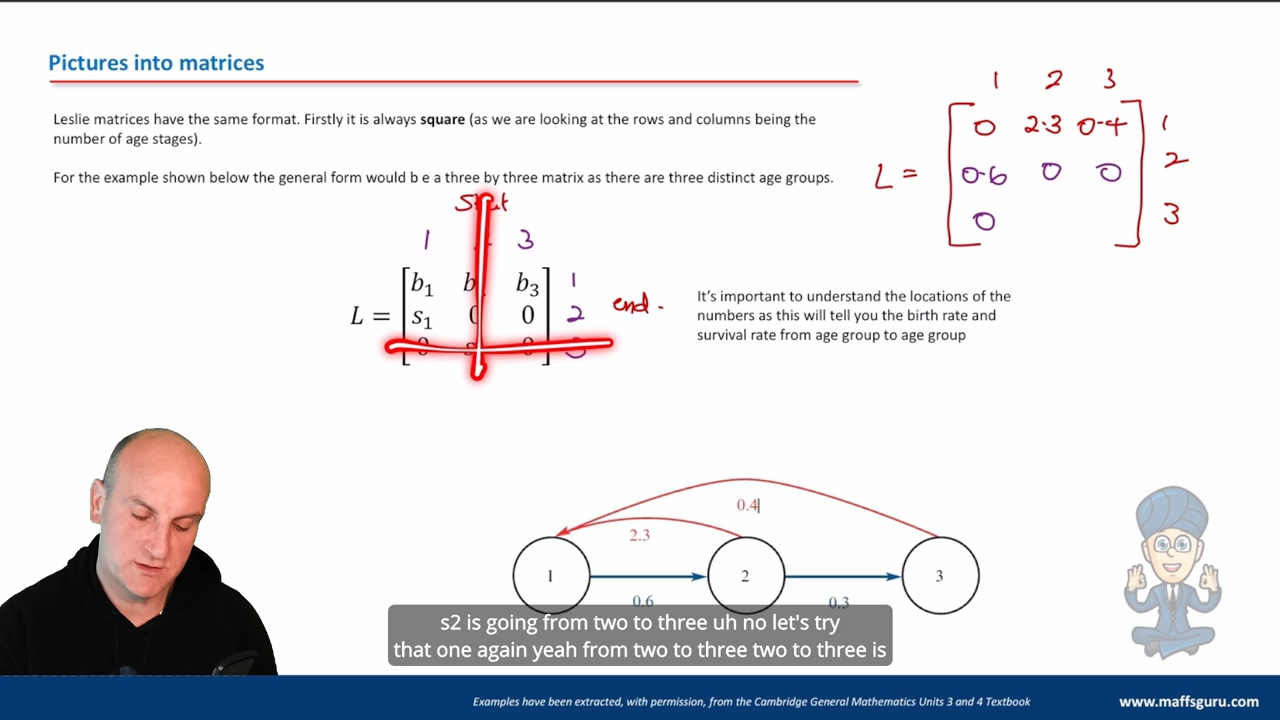 Pictures into matrices
Leslie matrices have the same format. Firstly it is always square (as we are looking at the rows and columns being the
number of age stages).
For the example shown below the general form would b e a three by three matrix as there are three distinct age groups.
1 2 3
0 2.3 0.4 1
L = 0.6 0 0 2
0 3
1 3
b₁ b b₃ 1
L = s₁ 0 0 2
end.
It's important to understand the locations of the
numbers as this will tell you the birth rate and
survival rate from age group to age group
0.4
2.3
1 2 3
0.6 0.3
s2 is going from two to three uh no let's try
that one again yeah from two to three two to three is
Examples have been extracted, with permission, from the Cambridge General Mathematics Units 3 and 4 Textbook
www.maffsguru.com